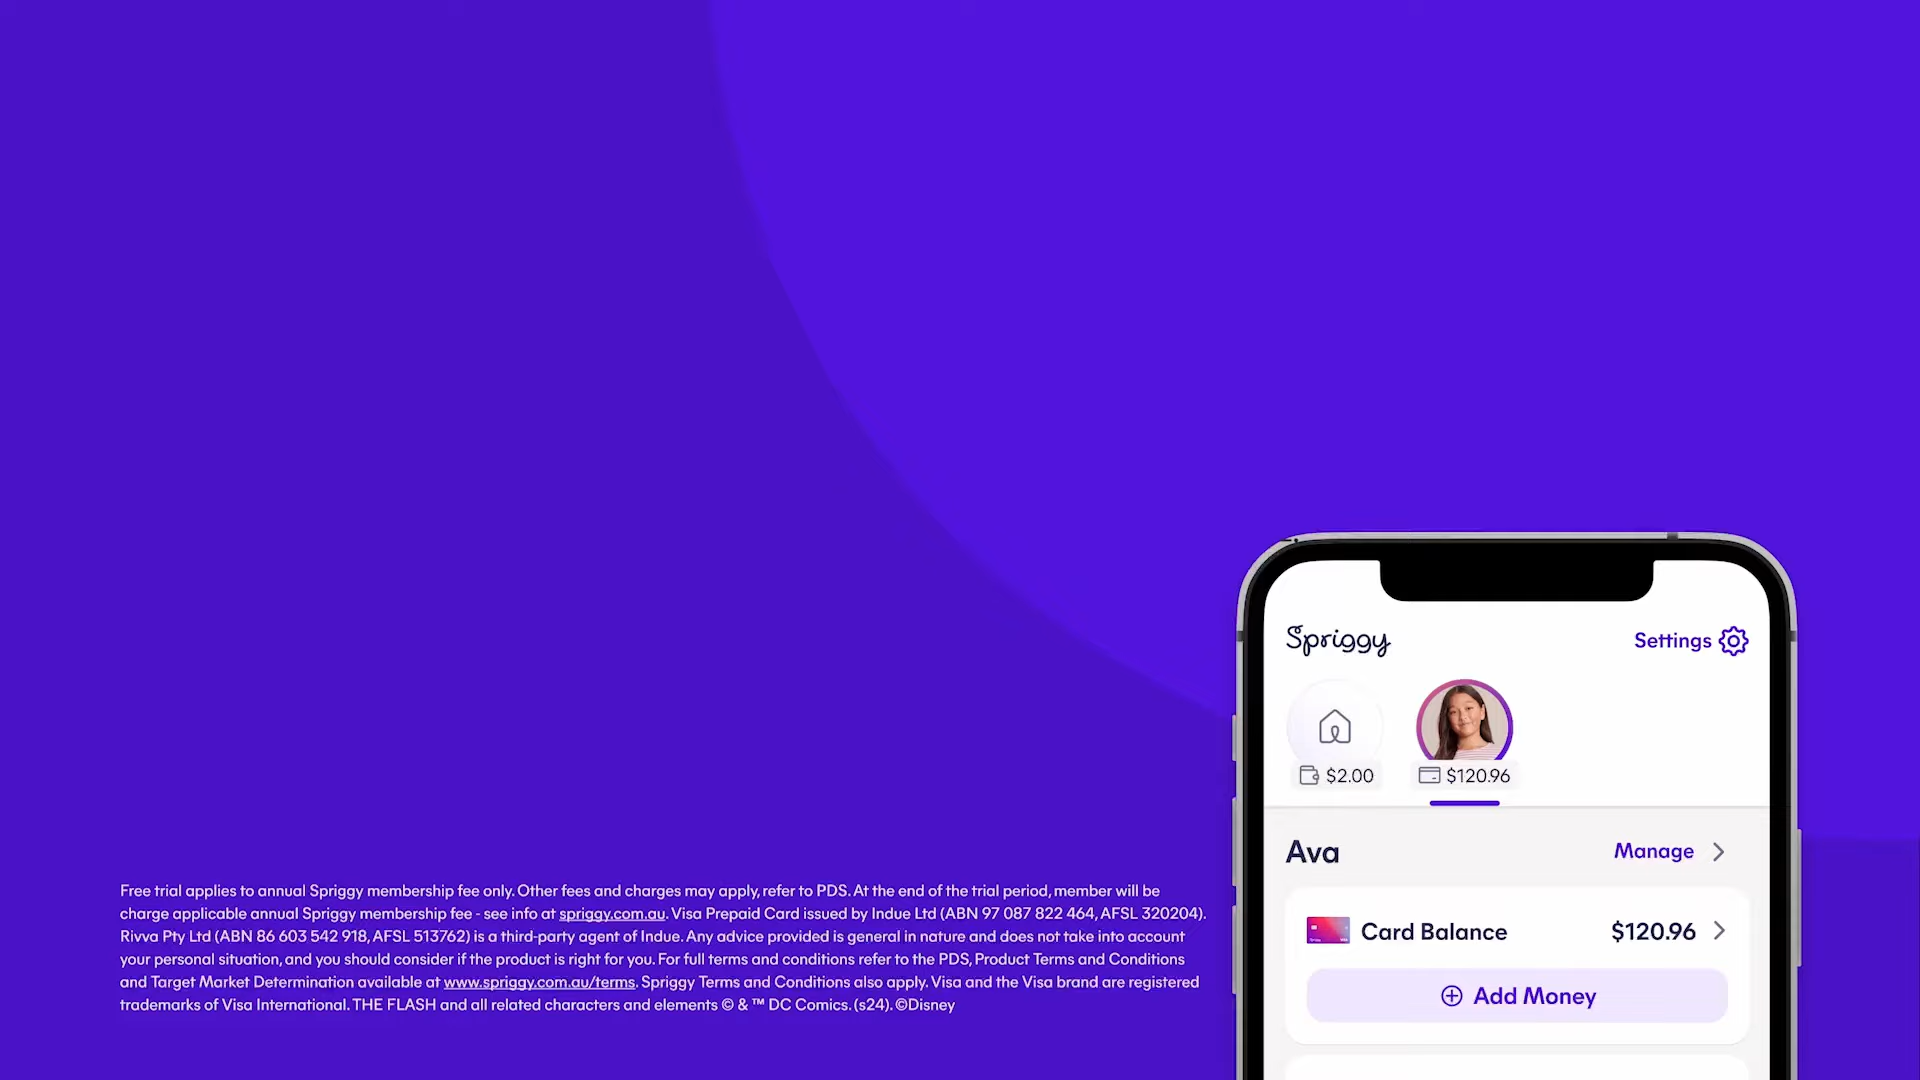 Spriggy
Settings
$2.00
$120.96
Ava
Manage
Card Balance
$120.96
Add Money
Free trial applies to annual Spriggy membership fee only. Other fees and charges may apply, refer to PDS. At the end of the trial period, member will be
charge applicable annual Spriggy membership fee - see info at spriggy.com.au. Visa Prepaid Card issued by Indue Ltd (ABN 97 087 822 464, AFSL 320204).
Rivva Pty Ltd (ABN 86 603 542 918, AFSL 513762) is a third-party agent of Indue. Any advice provided is general in nature and does not take into account
your personal situation, and you should consider if the product is right for you. For full terms and conditions refer to the PDS, Product Terms and Conditions
and Target Market Determination available at www.spriggy.com.au/terms. Spriggy Terms and Conditions also apply. Visa and the Visa brand are registered
trademarks of Visa International. THE FLASH and all related characters and elements © & ™ DC Comics. (s24). ©Disney